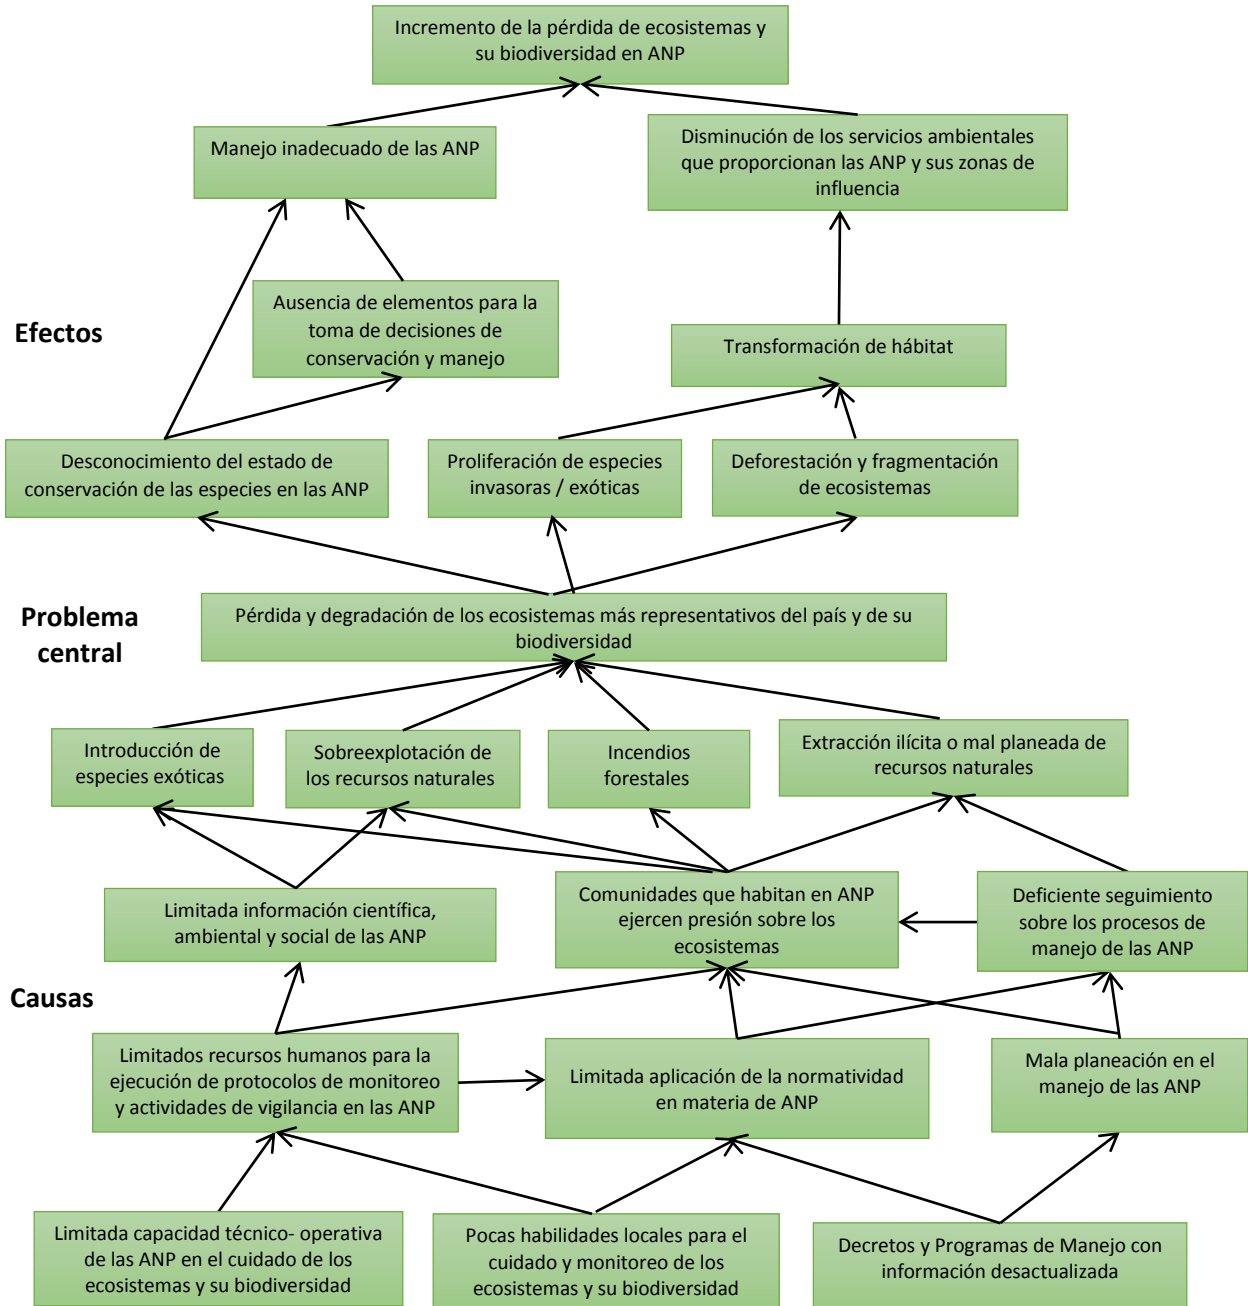 Incremento de la pérdida de ecosistemas y
su biodiversidad en ANP
Manejo inadecuado de las ANP
Disminución de los servicios ambientales
que proporcionan las ANP y sus zonas de
influencia
Efectos
Ausencia de elementos para la
toma de decisiones de
conservación y manejo
Transformación de hábitat
Desconocimiento del estado de
conservación de las especies en las ANP
Proliferación de especies
invasoras / exóticas
Deforestación y fragmentación
de ecosistemas
Problema
central
Pérdida y degradación de los ecosistemas más representativos del país y de su
biodiversidad
Introducción de
especies exóticas
Sobreexplotación de
los recursos naturales
Incendios
forestales
Extracción ilícita o mal planeada de
recursos naturales
Limitada información científica,
ambiental y social de las ANP
Comunidades que habitan en ANP
ejercen presión sobre los
ecosistemas
Deficiente seguimiento
sobre los procesos de
manejo de las ANP
Causas
Limitados recursos humanos para la
ejecución de protocolos de monitoreo
y actividades de vigilancia en las ANP
Limitada aplicación de la normatividad
en materia de ANP
Mala planeación en el
manejo de las ANP
Limitada capacidad técnico- operativa
de las ANP en el cuidado de los
ecosistemas y su biodiversidad
Pocas habilidades locales para el
cuidado y monitoreo de los
ecosistemas y su biodiversidad
Decretos y Programas de Manejo con
información desactualizada